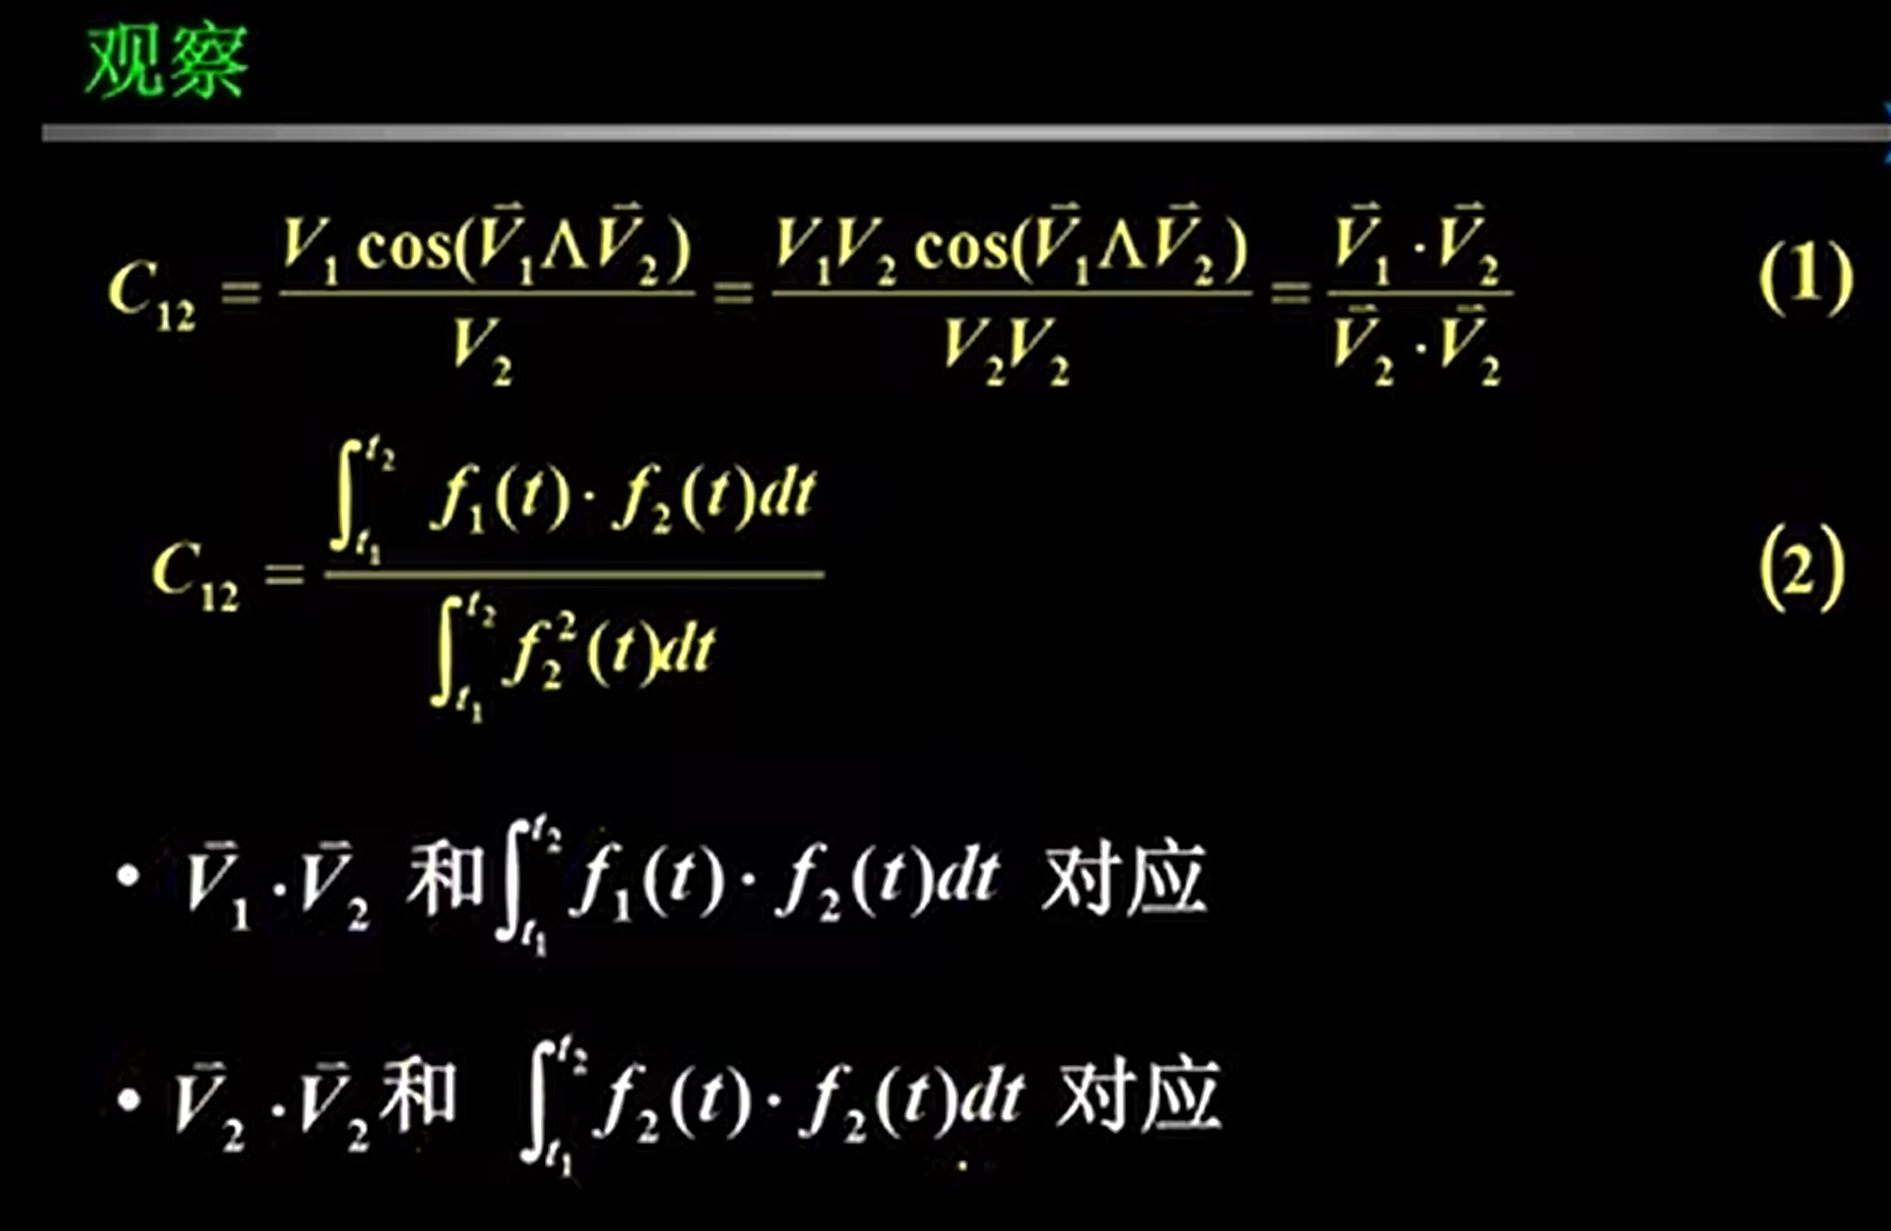 观察
$C_{12} = \frac{V_1 \cos(\vec{V}_1 \Lambda \vec{V}_2)}{V_2} = \frac{V_1 V_2 \cos(\vec{V}_1 \Lambda \vec{V}_2)}{V_2 V_2} = \frac{\vec{V}_1 \cdot \vec{V}_2}{\vec{V}_2 \cdot \vec{V}_2}$ (1)
$C_{12} = \frac{\int_{t_1}^{t_2} f_1(t) \cdot f_2(t)dt}{\int_{t_1}^{t_2} f_2^2(t)dt}$ (2)
• $\vec{V}_1 \cdot \vec{V}_2$ 和 $\int_{t_1}^{t_2} f_1(t) \cdot f_2(t)dt$ 对应
• $\vec{V}_2 \cdot \vec{V}_2$ 和 $\int_{t_1}^{t_2} f_2(t) \cdot f_2(t)dt$ 对应